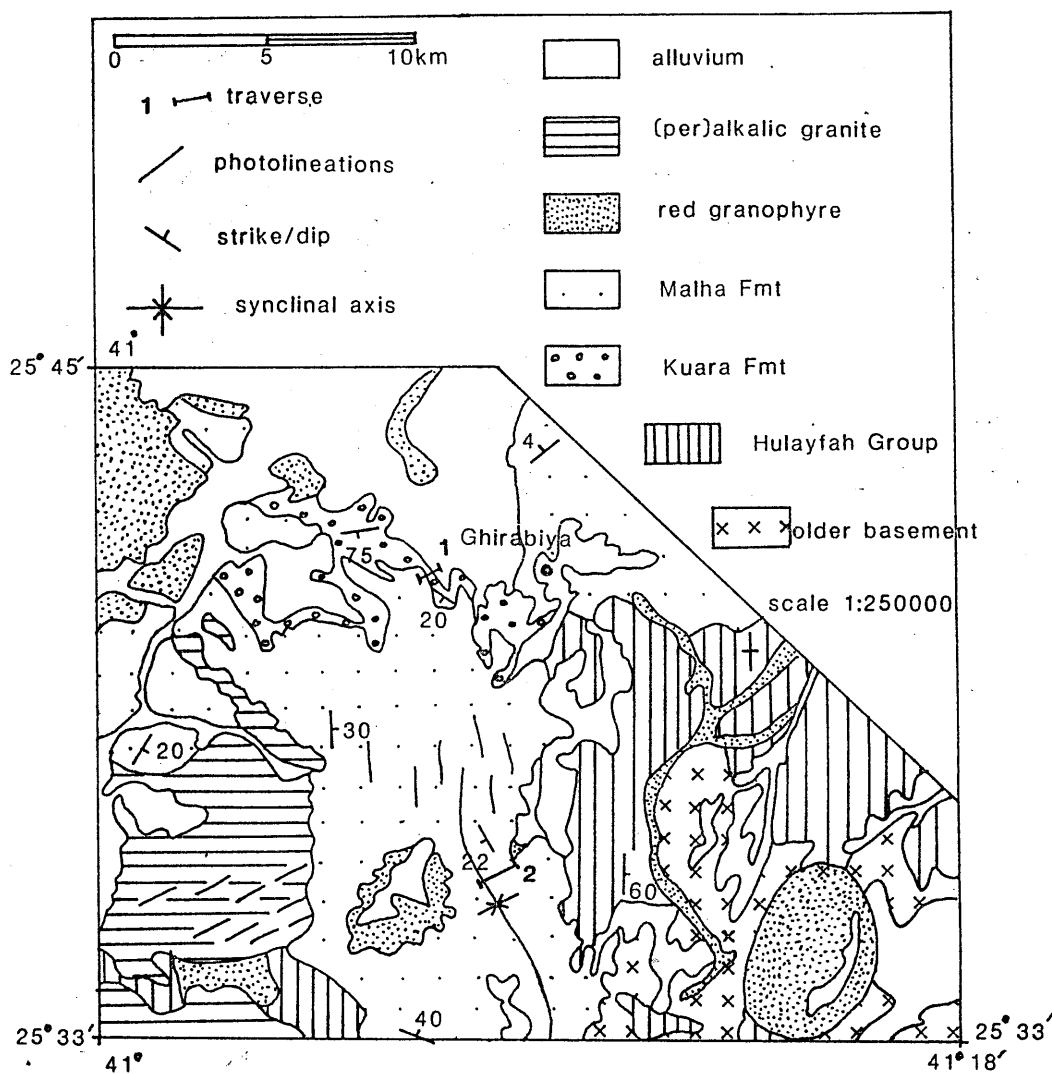 0 5 10km
1 traverse
photolineations
strike/dip
synclinal axis
alluvium
(per)alkalic granite
red granophyre
Malha Fmt
Kuara Fmt
Hulayfah Group
older basement
scale 1:250000
41°
25° 45'
4
75
1
Ghirabiya
20
30
20
22
2
60
40
25° 33'
25° 33'
41°
41° 18'